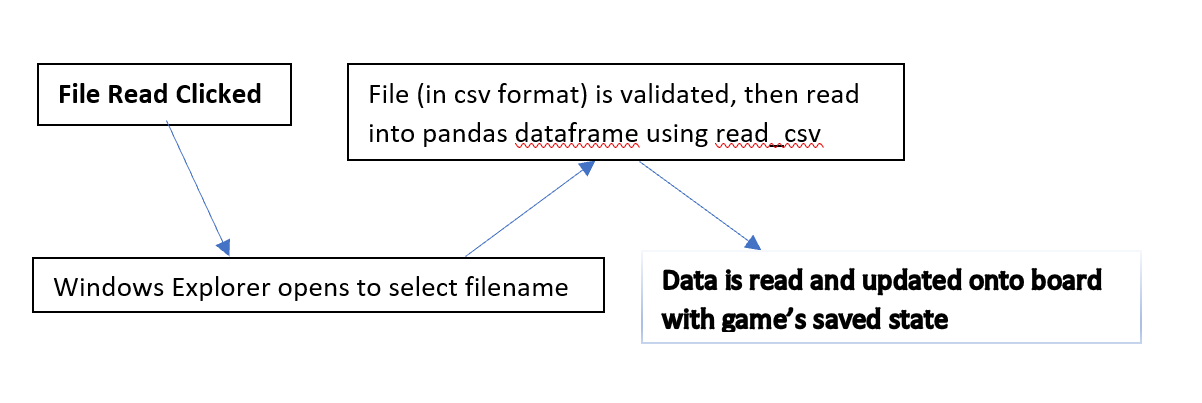 File Read Clicked
File (in csv format) is validated, then read
into pandas dataframe using read_csv
Windows Explorer opens to select filename
Data is read and updated onto board
with game’s saved state